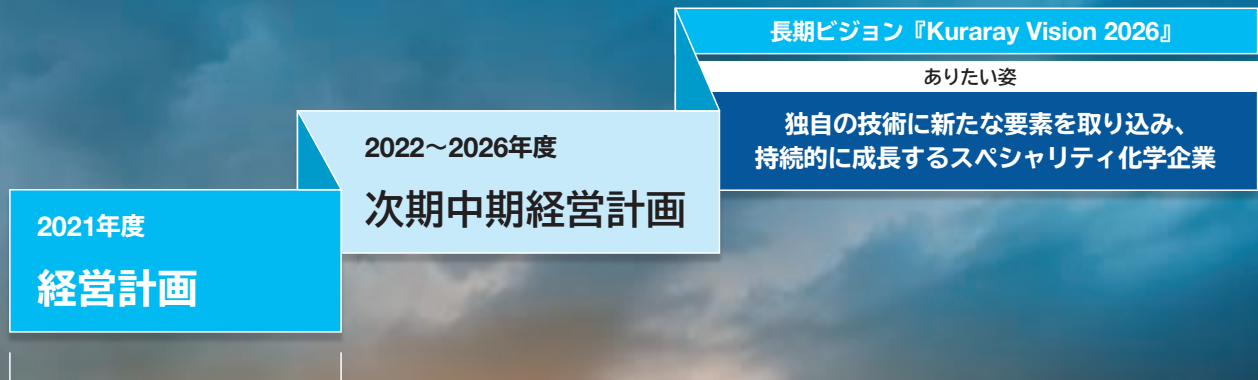 長期ビジョン『Kuraray Vision 2026』
ありたい姿
独自の技術に新たな要素を取り込み、
持続的に成長するスペシャリティ化学企業
2022〜2026年度
次期中期経営計画
2021年度
経営計画